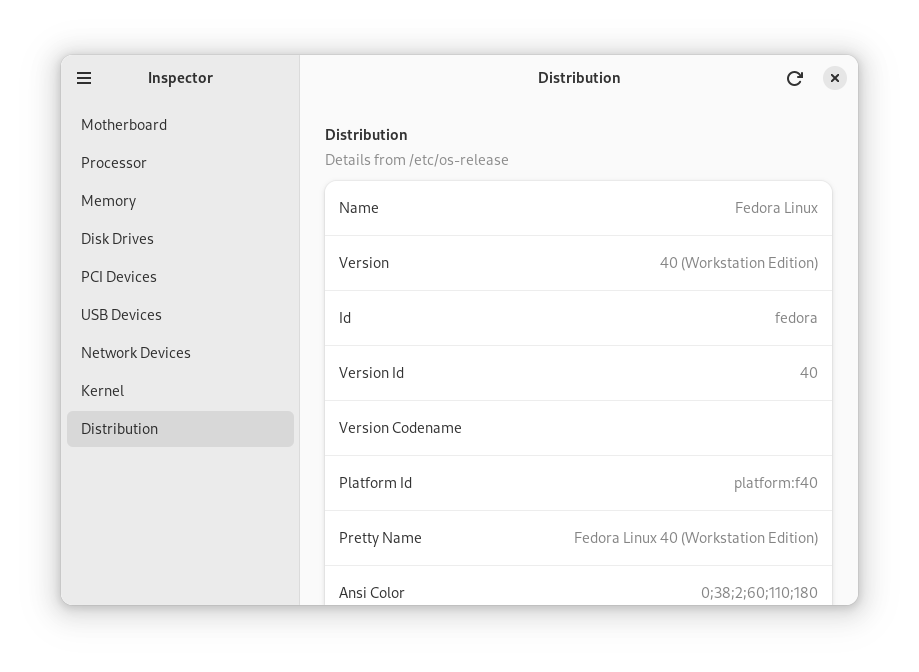 Inspector
Motherboard
Processor
Memory
Disk Drives
PCI Devices
USB Devices
Network Devices
Kernel
Distribution
Distribution
Distribution
Details from /etc/os-release
Name Fedora Linux
Version 40 (Workstation Edition)
Id fedora
Version Id 40
Version Codename
Platform Id platform:f40
Pretty Name Fedora Linux 40 (Workstation Edition)
Ansi Color 0;38;2;60;110;180